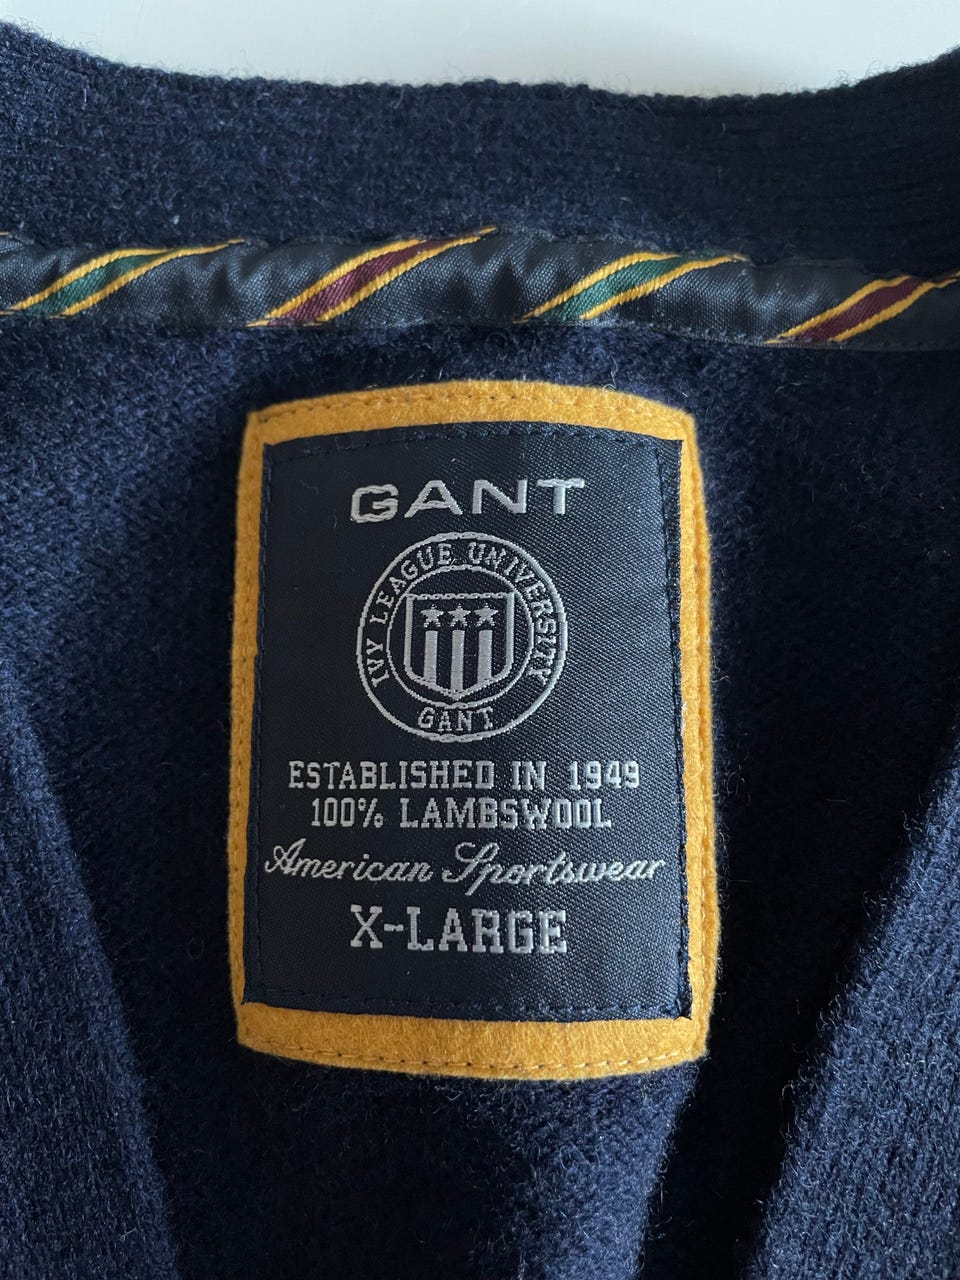 GANT
IVY LEAGUE UNIVERSITY
GANT
ESTABLISHED IN 1949
100% LAMBSWOOL
American Sportswear
X-LARGE